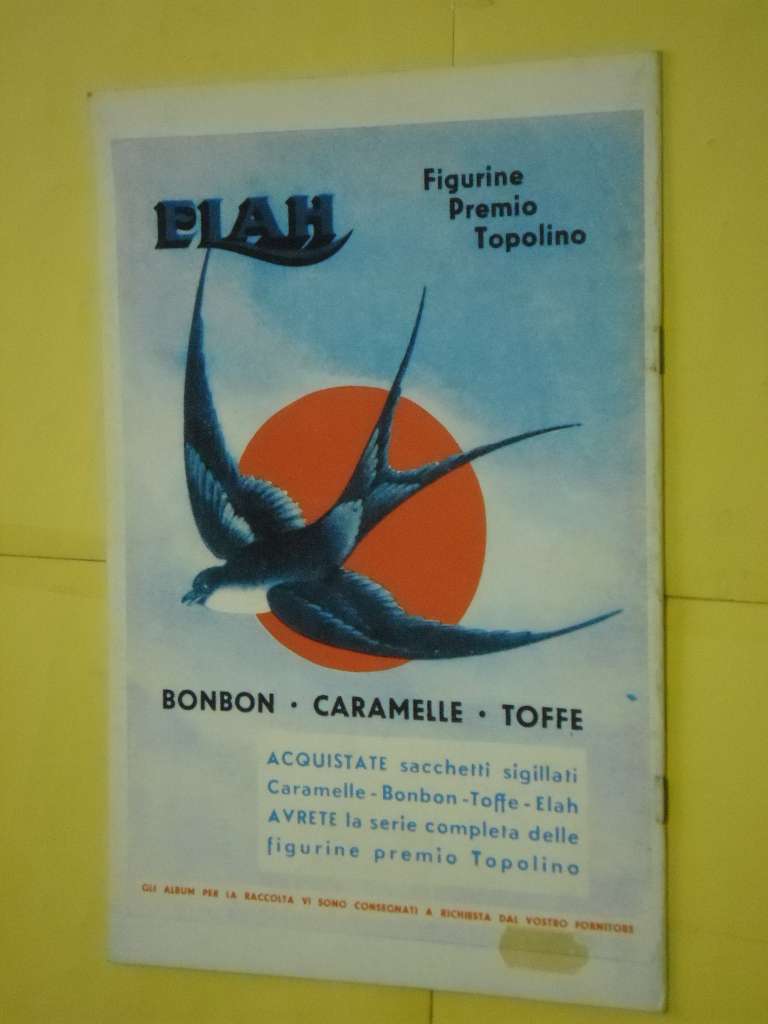 ELAH
Figurine
Premio
Topolino
BONBON · CARAMELLE · TOFFE
ACQUISTATE sacchetti sigillati
Caramelle - Bonbon - Toffe - Elah
AVRETE la serie completa delle
figurine premio Topolino
GLI ALBUM PER LA RACCOLTA VI SONO CONSEGNATI A RICHIESTA DAL VOSTRO FORNITORE